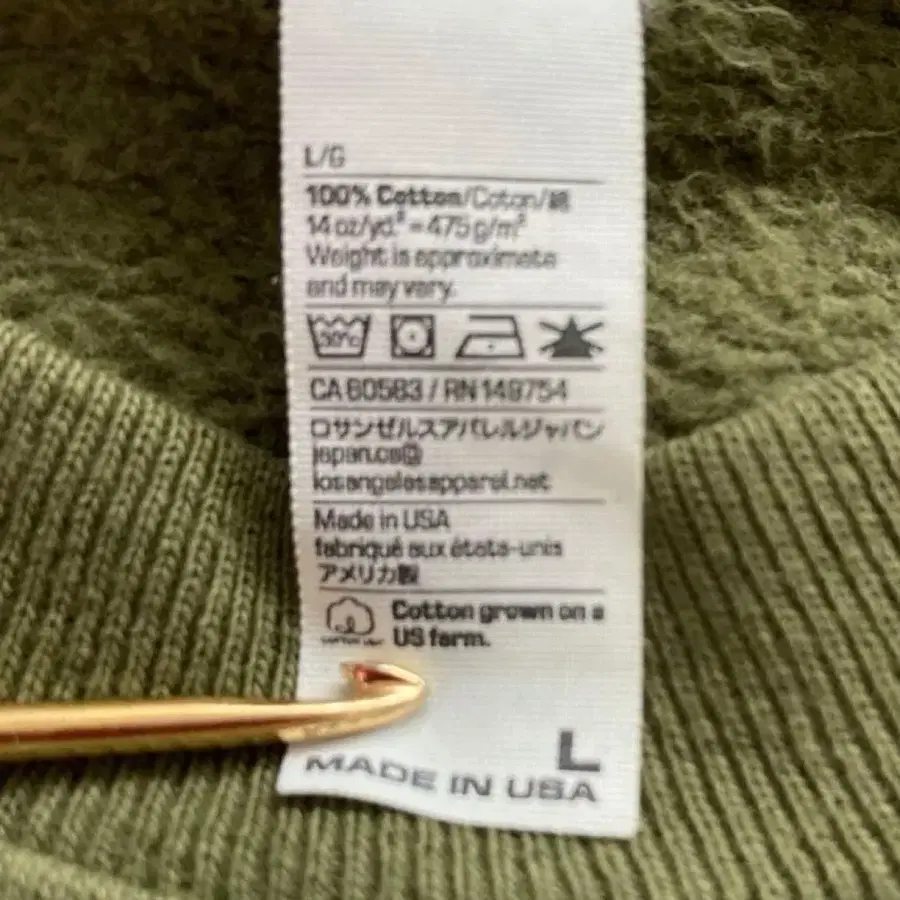 L/G
100% Cotton/Coton/綿
14 oz/yd.² = 475 g/m²
Weight is approximate
and may vary.
30°C
CA 60583 / RN 149754
ロサンゼルスアパレルジャパン
japan.cs@
losangelesapparel.net
Made in USA
fabriqué aux états-unis
アメリカ製
Cotton grown on a
US farm.
L
MADE IN USA